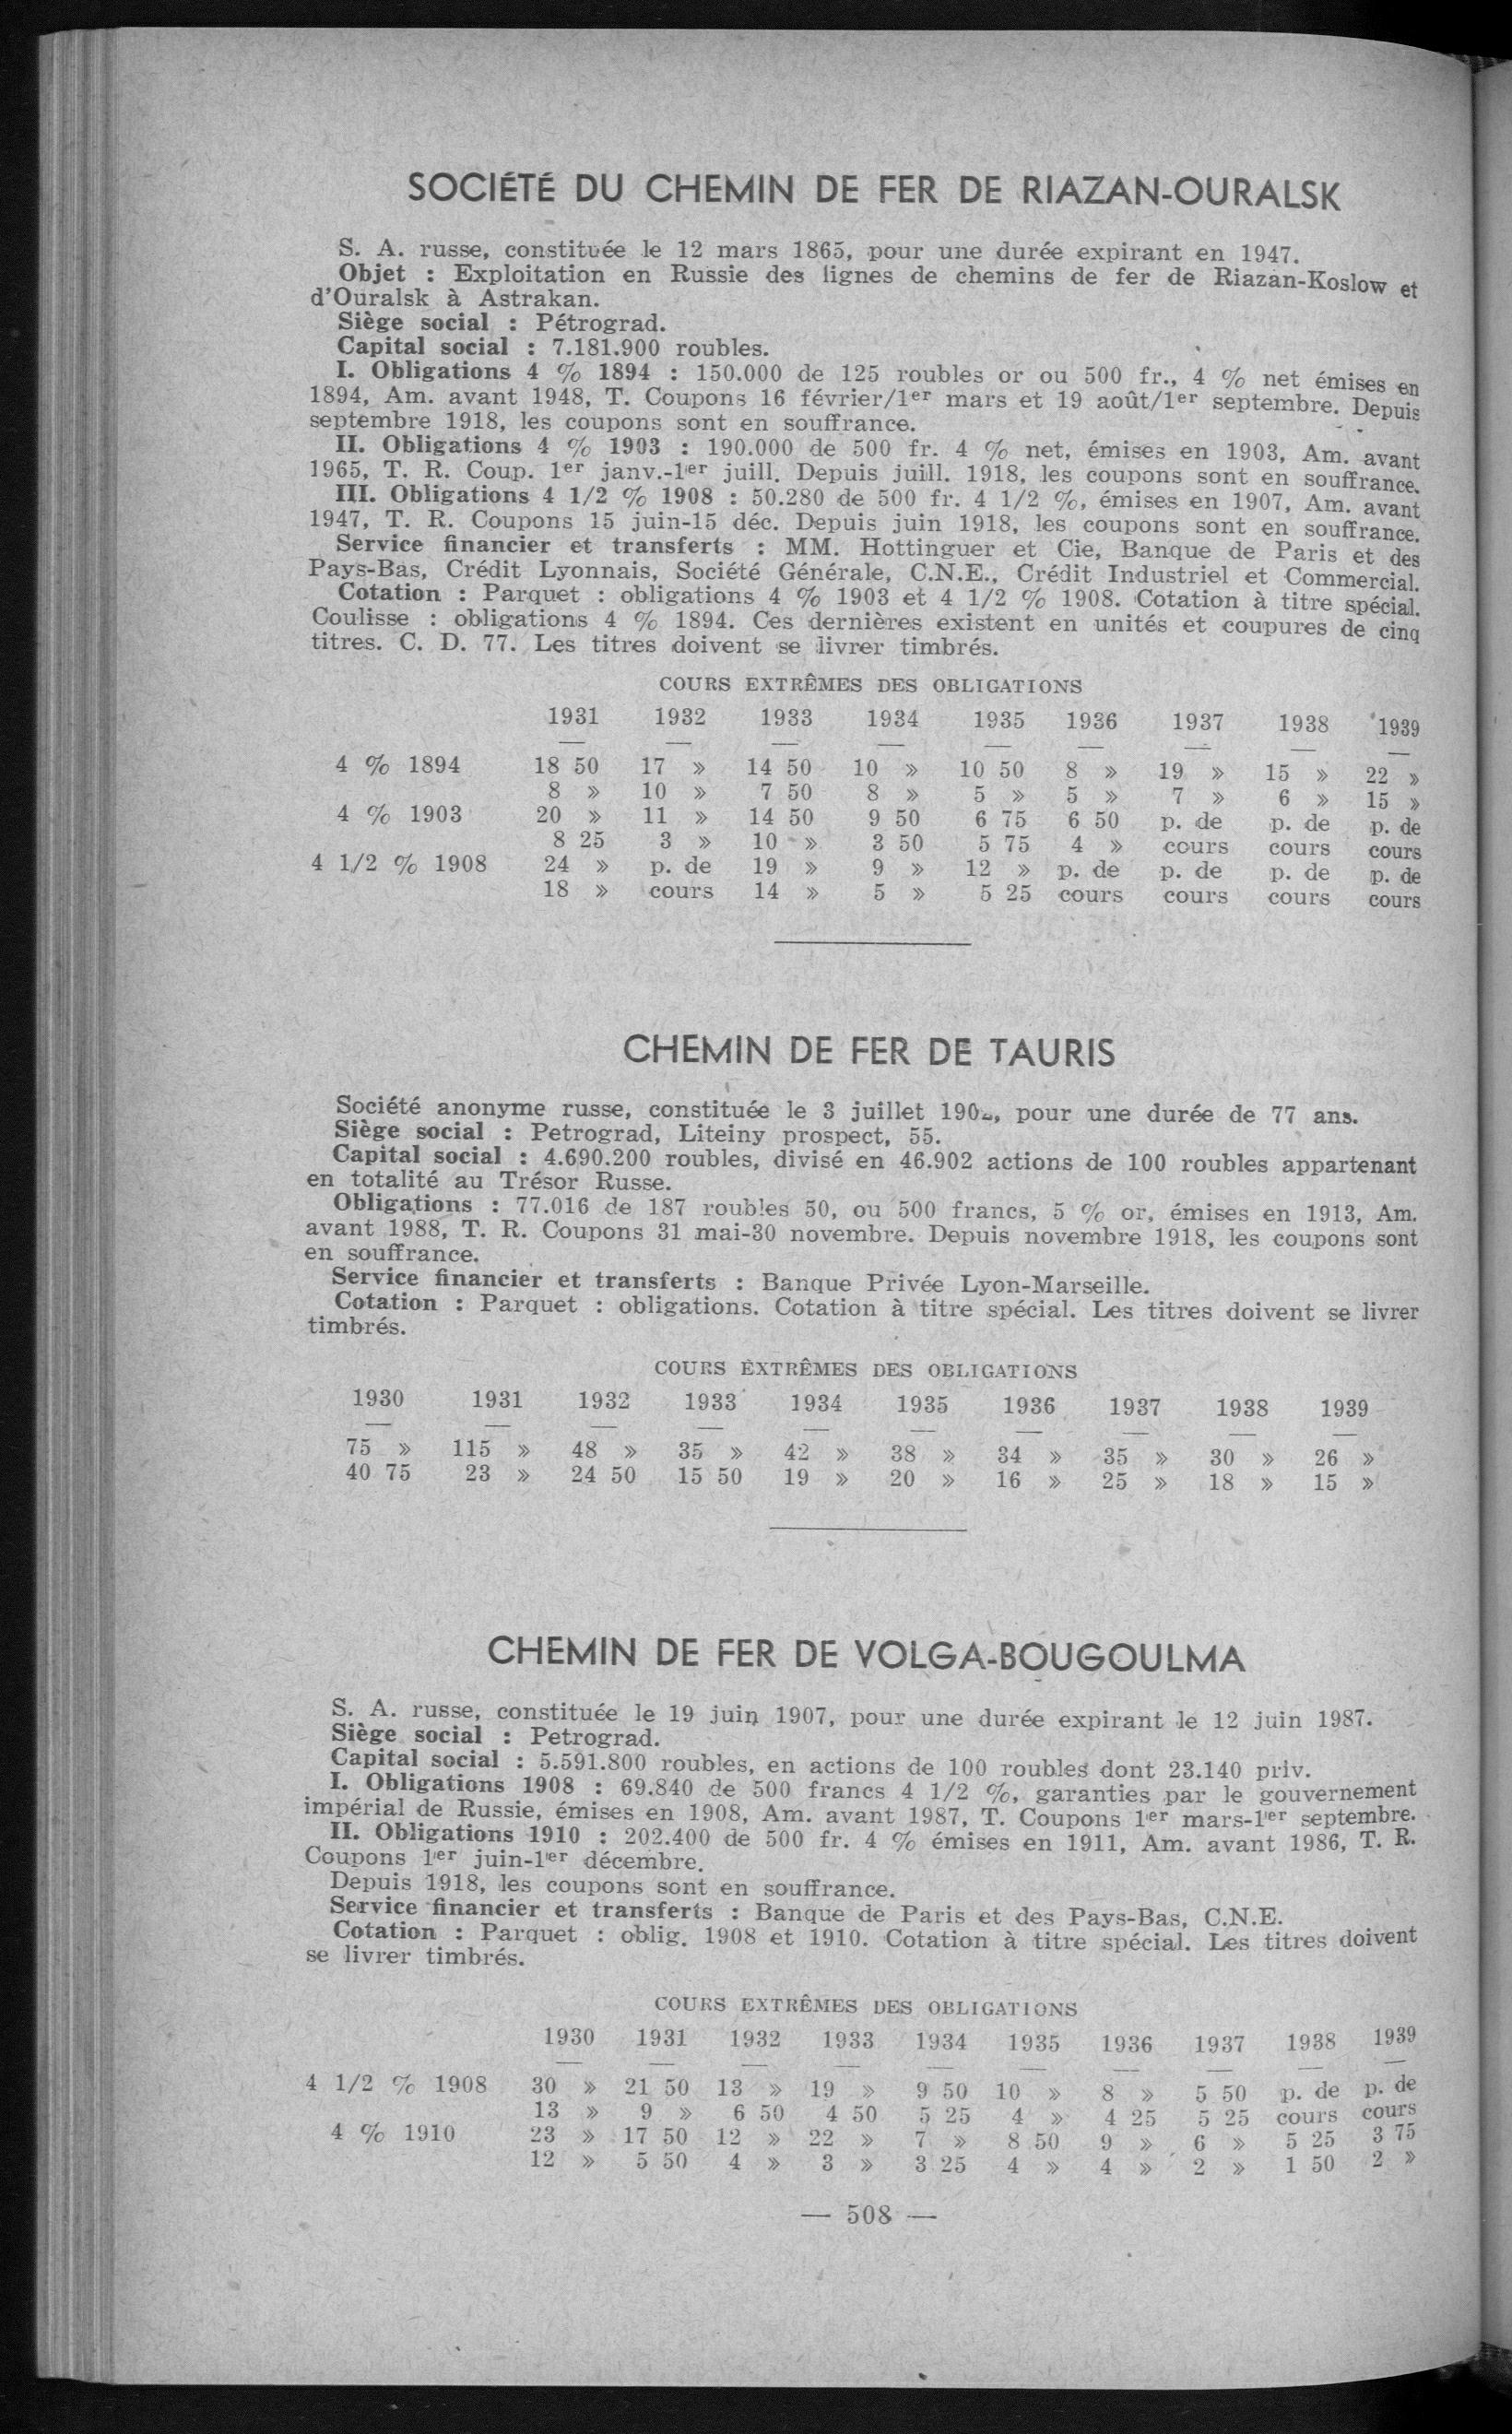 SOCIÉTÉ DU CHEMIN DE FER DE RIAZAN-OURALSK
S. A. russe, constituée le 12 mars 1865, pour une durée expirant en 1947.
Objet : Exploitation en Russie des lignes de chemins de fer de Riazan-Koslow et
d'Ouralsk à Astrakan.
Siège social : Pétrograd.
Capital social : 7.181.900 roubles.
I. Obligations 4 % 1894 : 150.000 de 125 roubles or ou 500 fr., 4 % net émises en
1894, Am. avant 1948, T. Coupons 16 février/1er mars et 19 août/1er septembre. Depuis
septembre 1918, les coupons sont en souffrance.
II. Obligations 4 % 1903 : 190.000 de 500 fr. 4 % net, émises en 1903, Am. avant
1965, T. R. Coup. 1er janv.-1er juill. Depuis juill. 1918, les coupons sont en souffrance.
III. Obligations 4 1/2 % 1908 : 50.280 de 500 fr. 4 1/2 %, émises en 1907, Am. avant
1947, T. R. Coupons 15 juin-15 déc. Depuis juin 1918, les coupons sont en souffrance.
Service financier et transferts : MM. Hottinguer et Cie, Banque de Paris et des
Pays-Bas, Crédit Lyonnais, Société Générale, C.N.E., Crédit Industriel et Commercial.
Cotation : Parquet : obligations 4 % 1903 et 4 1/2 % 1908. Cotation à titre spécial.
Coulisse : obligations 4 % 1894. Ces dernières existent en unités et coupures de cinq
titres. C. D. 77. Les titres doivent se livrer timbrés.
COURS EXTRÊMES DES OBLIGATIONS
1931 1932 1933 1934 1935 1936 1937 1938 1939
4 % 1894 18 50 17 » 14 50 10 » 10 50 8 » 19 » 15 » 22 »
8 » 10 » 7 50 8 » 5 » 5 » 7 » 6 » 15 »
4 % 1903 20 » 11 » 14 50 9 50 6 75 6 50 p. de p. de p. de
8 25 3 » 10 » 3 50 5 75 4 » cours cours cours
4 1/2 % 1908 24 » p. de 19 » 9 » 12 » p. de p. de p. de p. de
18 » cours 14 » 5 » 5 25 cours cours cours cours
CHEMIN DE FER DE TAURIS
Société anonyme russe, constituée le 3 juillet 190, pour une durée de 77 ans.
Siège social : Petrograd, Liteiny prospect, 55.
Capital social : 4.690.200 roubles, divisé en 46.902 actions de 100 roubles appartenant
en totalité au Trésor Russe.
Obligations : 77.016 de 187 roubles 50, ou 500 francs, 5 % or, émises en 1913, Am.
avant 1988, T. R. Coupons 31 mai-30 novembre. Depuis novembre 1918, les coupons sont
en souffrance.
Service financier et transferts : Banque Privée Lyon-Marseille.
Cotation : Parquet : obligations. Cotation à titre spécial. Les titres doivent se livrer
timbrés.
COURS EXTRÊMES DES OBLIGATIONS
1930 1931 1932 1933 1934 1935 1936 1937 1938 1939
75 » 115 » 48 » 35 » 42 » 38 » 34 » 35 » 30 » 26 »
40 75 23 » 24 50 15 50 19 » 20 » 16 » 25 » 18 » 15 »
CHEMIN DE FER DE VOLGA-BOUGOULMA
S. A. russe, constituée le 19 juin 1907, pour une durée expirant le 12 juin 1987.
Siège social : Petrograd.
Capital social : 5.591.800 roubles, en actions de 100 roubles dont 23.140 priv.
I. Obligations 1908 : 69.840 de 500 francs 4 1/2 %, garanties par le gouvernement
impérial de Russie, émises en 1908, Am. avant 1987, T. Coupons 1er mars-1er septembre.
II. Obligations 1910 : 202.400 de 500 fr. 4 % émises en 1911, Am. avant 1986, T. R.
Coupons 1er juin-1er décembre.
Depuis 1918, les coupons sont en souffrance.
Service financier et transferts : Banque de Paris et des Pays-Bas, C.N.E.
Cotation : Parquet : oblig. 1908 et 1910. Cotation à titre spécial. Les titres doivent
se livrer timbrés.
COURS EXTRÊMES DES OBLIGATIONS
1930 1931 1932 1933 1934 1935 1936 1937 1938 1939
4 1/2 % 1908 30 » 21 50 13 » 19 » 9 50 10 » 8 » 5 50 p. de p. de
13 » 9 » 6 50 4 50 5 25 4 » 4 25 5 25 cours cours
4 % 1910 23 » 17 50 12 » 22 » 7 » 8 50 9 » 6 » 5 25 3 75
12 » 5 50 4 » 3 » 3 25 4 » 4 » 2 » 1 50 2 »
— 508 —